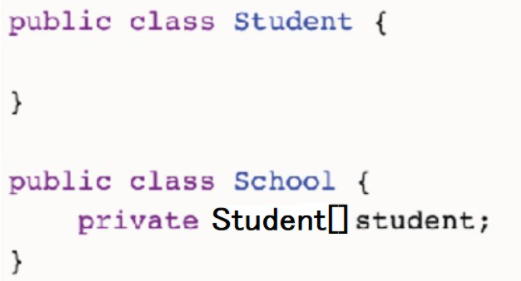 public class Student {
}
public class School {
private Student[] student;
}